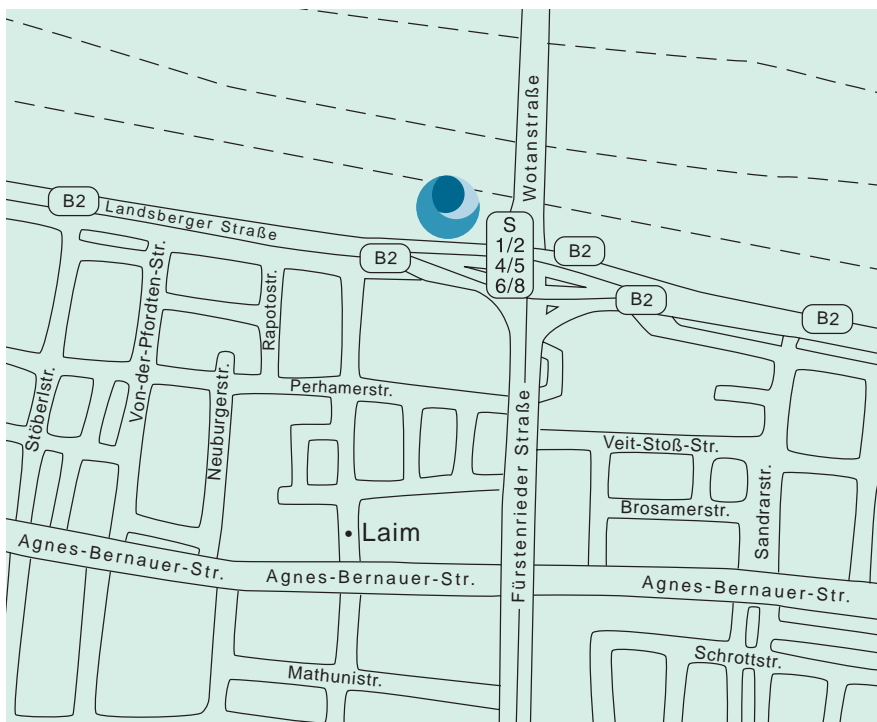 Wotanstraße
B2
Landsberger Straße
S
1/2
4/5
6/8
B2
B2
B2
B2
Von-der-Pfordten-Str.
Rapotostr.
Stöberlstr.
Neuburgerstr.
Perhamerstr.
Fürstenrieder Straße
Veit-Stoß-Str.
Sandrarstr.
Brosamerstr.
Laim
Agnes-Bernauer-Str.
Agnes-Bernauer-Str.
Agnes-Bernauer-Str.
Mathunistr.
Schrottstr.